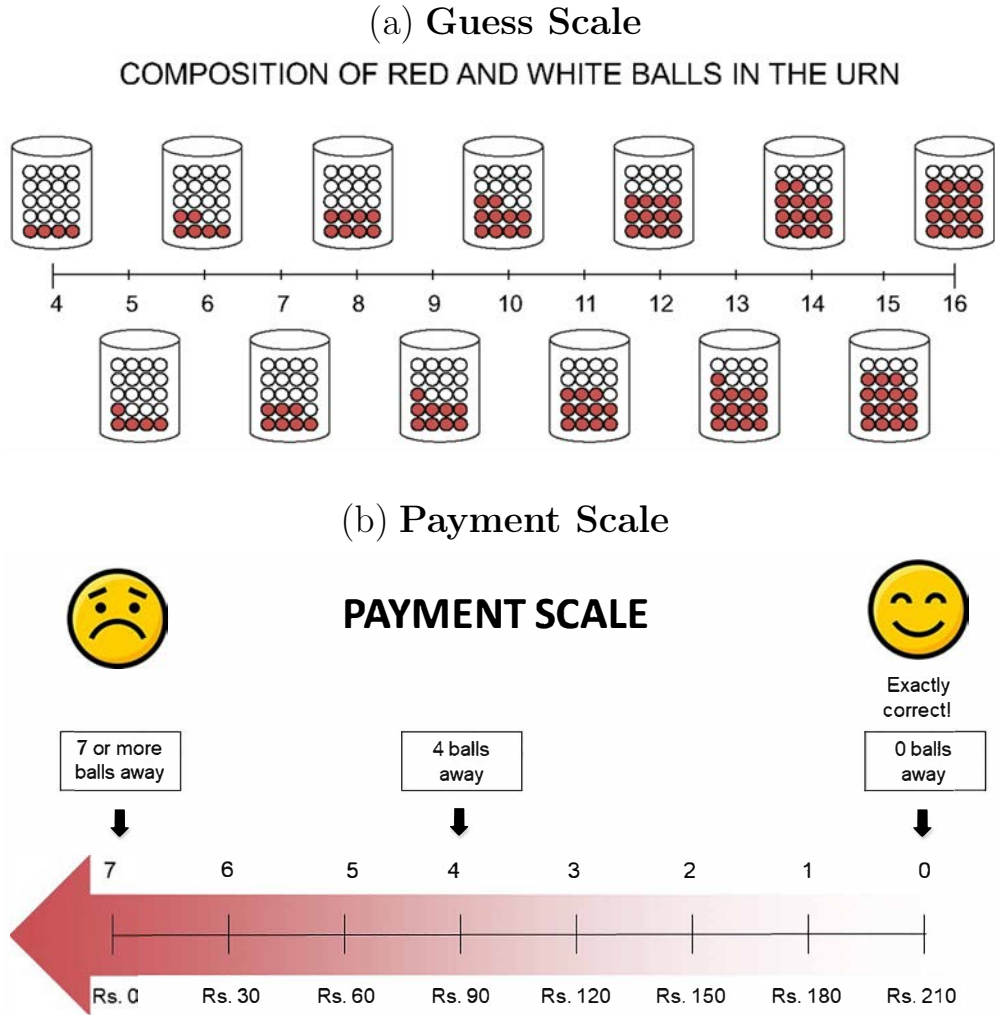 (a) Guess Scale
COMPOSITION OF RED AND WHITE BALLS IN THE URN
4 5 6 7 8 9 10 11 12 13 14 15 16
(b) Payment Scale
PAYMENT SCALE
Exactly
correct!
7 or more
balls away
4 balls
away
0 balls
away
7 6 5 4 3 2 1 0
Rs. 0 Rs. 30 Rs. 60 Rs. 90 Rs. 120 Rs. 150 Rs. 180 Rs. 210